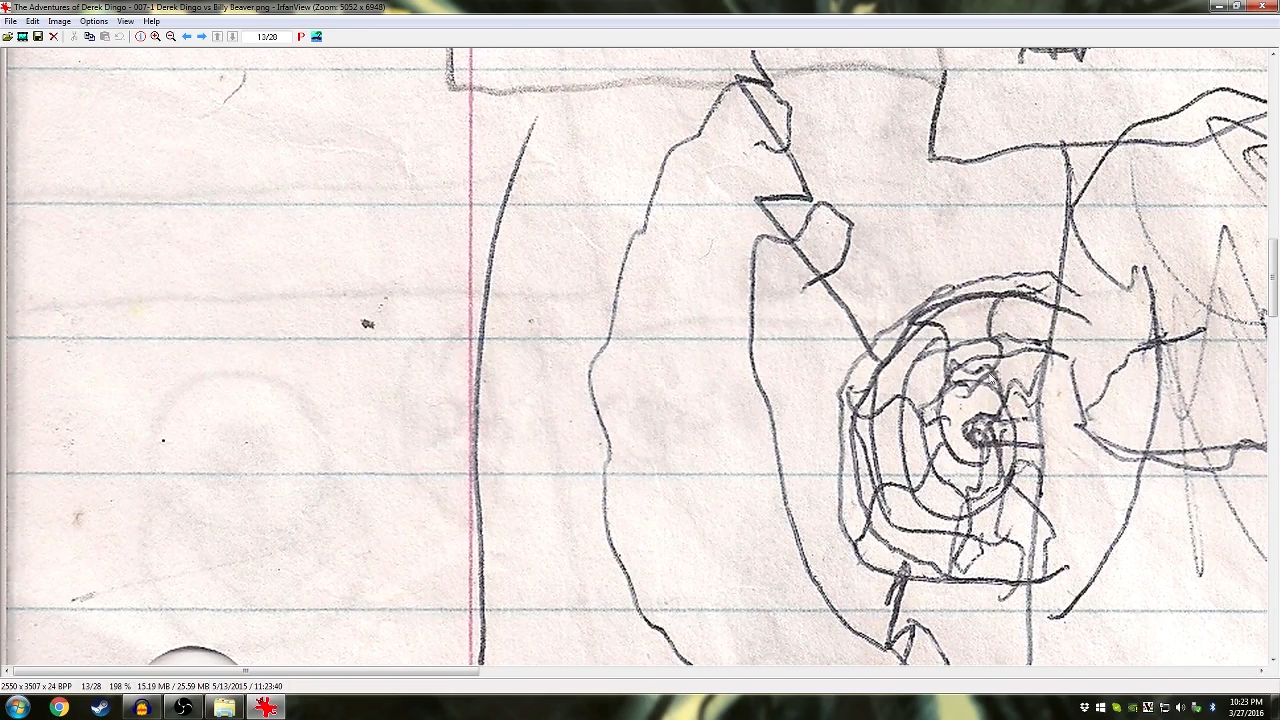 The Adventures of Derek Dingo - 007-1 Derek Dingo vs Billy Beaver.png - IrfanView (Zoom: 5052 x 6948)
File Edit Image Options View Help
13/28
2550 x 3507 x 24 BPP 13/28 198 % 15.19 MB / 25.59 MB 5/13/2015 / 11:23:40
10:23 PM
3/27/2016